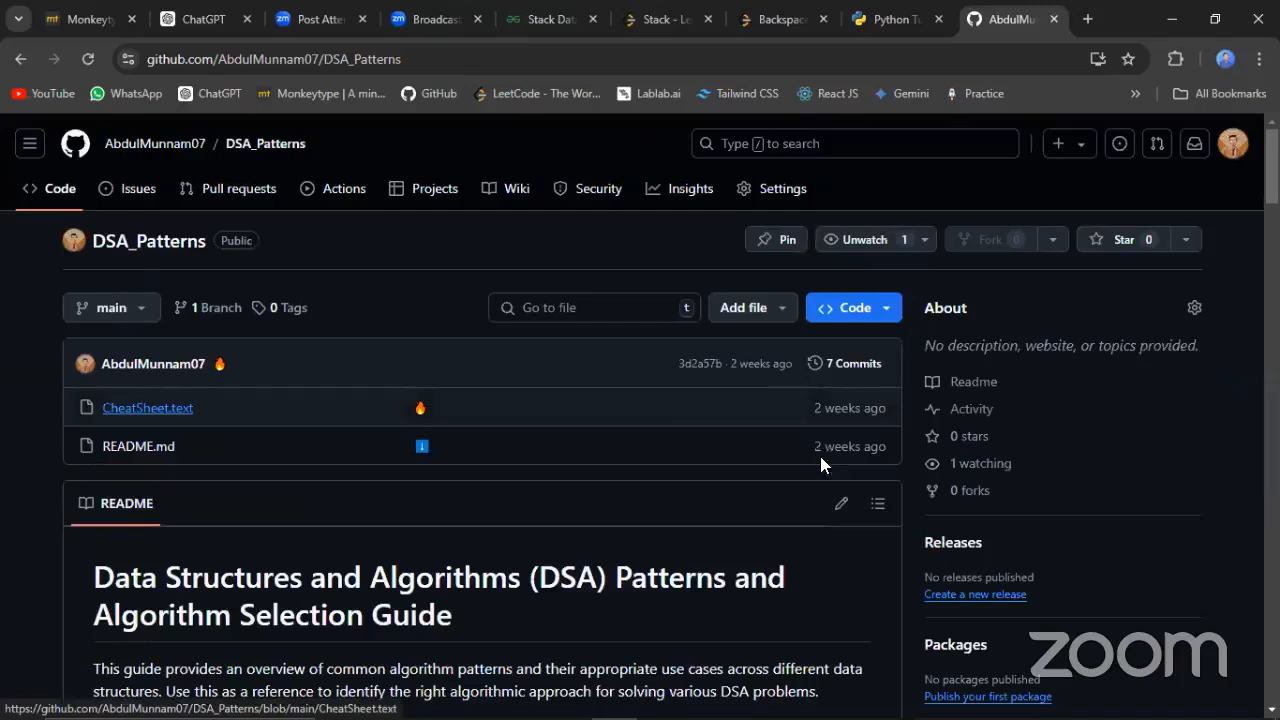 Monkeyty
ChatGPT
Post Atte
Broadcas
Stack Dat
Stack - Le
Backspac
Python Tu
AbdulMun
github.com/AbdulMunnam07/DSA_Patterns
YouTube
WhatsApp
ChatGPT
Monkeytype | A min...
GitHub
LeetCode - The Wor...
Lablab.ai
Tailwind CSS
React JS
Gemini
Practice
All Bookmarks
AbdulMunnam07 / DSA_Patterns
Type / to search
Code
Issues
Pull requests
Actions
Projects
Wiki
Security
Insights
Settings
DSA_Patterns Public
Pin
Unwatch 1
Fork 0
Star 0
main
1 Branch
0 Tags
Go to file t
Add file
Code
About
No description, website, or topics provided.
AbdulMunnam07 🔥
3d2a57b · 2 weeks ago
7 Commits
CheatSheet.text 🔥 2 weeks ago
README.md ⬇ 2 weeks ago
Readme
Activity
0 stars
1 watching
0 forks
README
Releases
No releases published
Create a new release
Data Structures and Algorithms (DSA) Patterns and
Algorithm Selection Guide
This guide provides an overview of common algorithm patterns and their appropriate use cases across different data
structures. Use this as a reference to identify the right algorithmic approach for solving various DSA problems.
Packages
No packages published
Publish your first package
zoom
https://github.com/AbdulMunnam07/DSA_Patterns/blob/main/CheatSheet.text